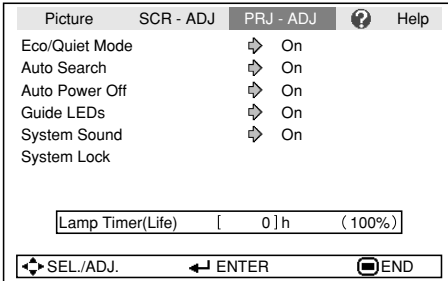 Picture SCR - ADJ PRJ - ADJ ? Help
Eco/Quiet Mode On
Auto Search On
Auto Power Off On
Guide LEDs On
System Sound On
System Lock
Lamp Timer(Life) [ 0 ] h (100%)
SEL./ADJ. ENTER END